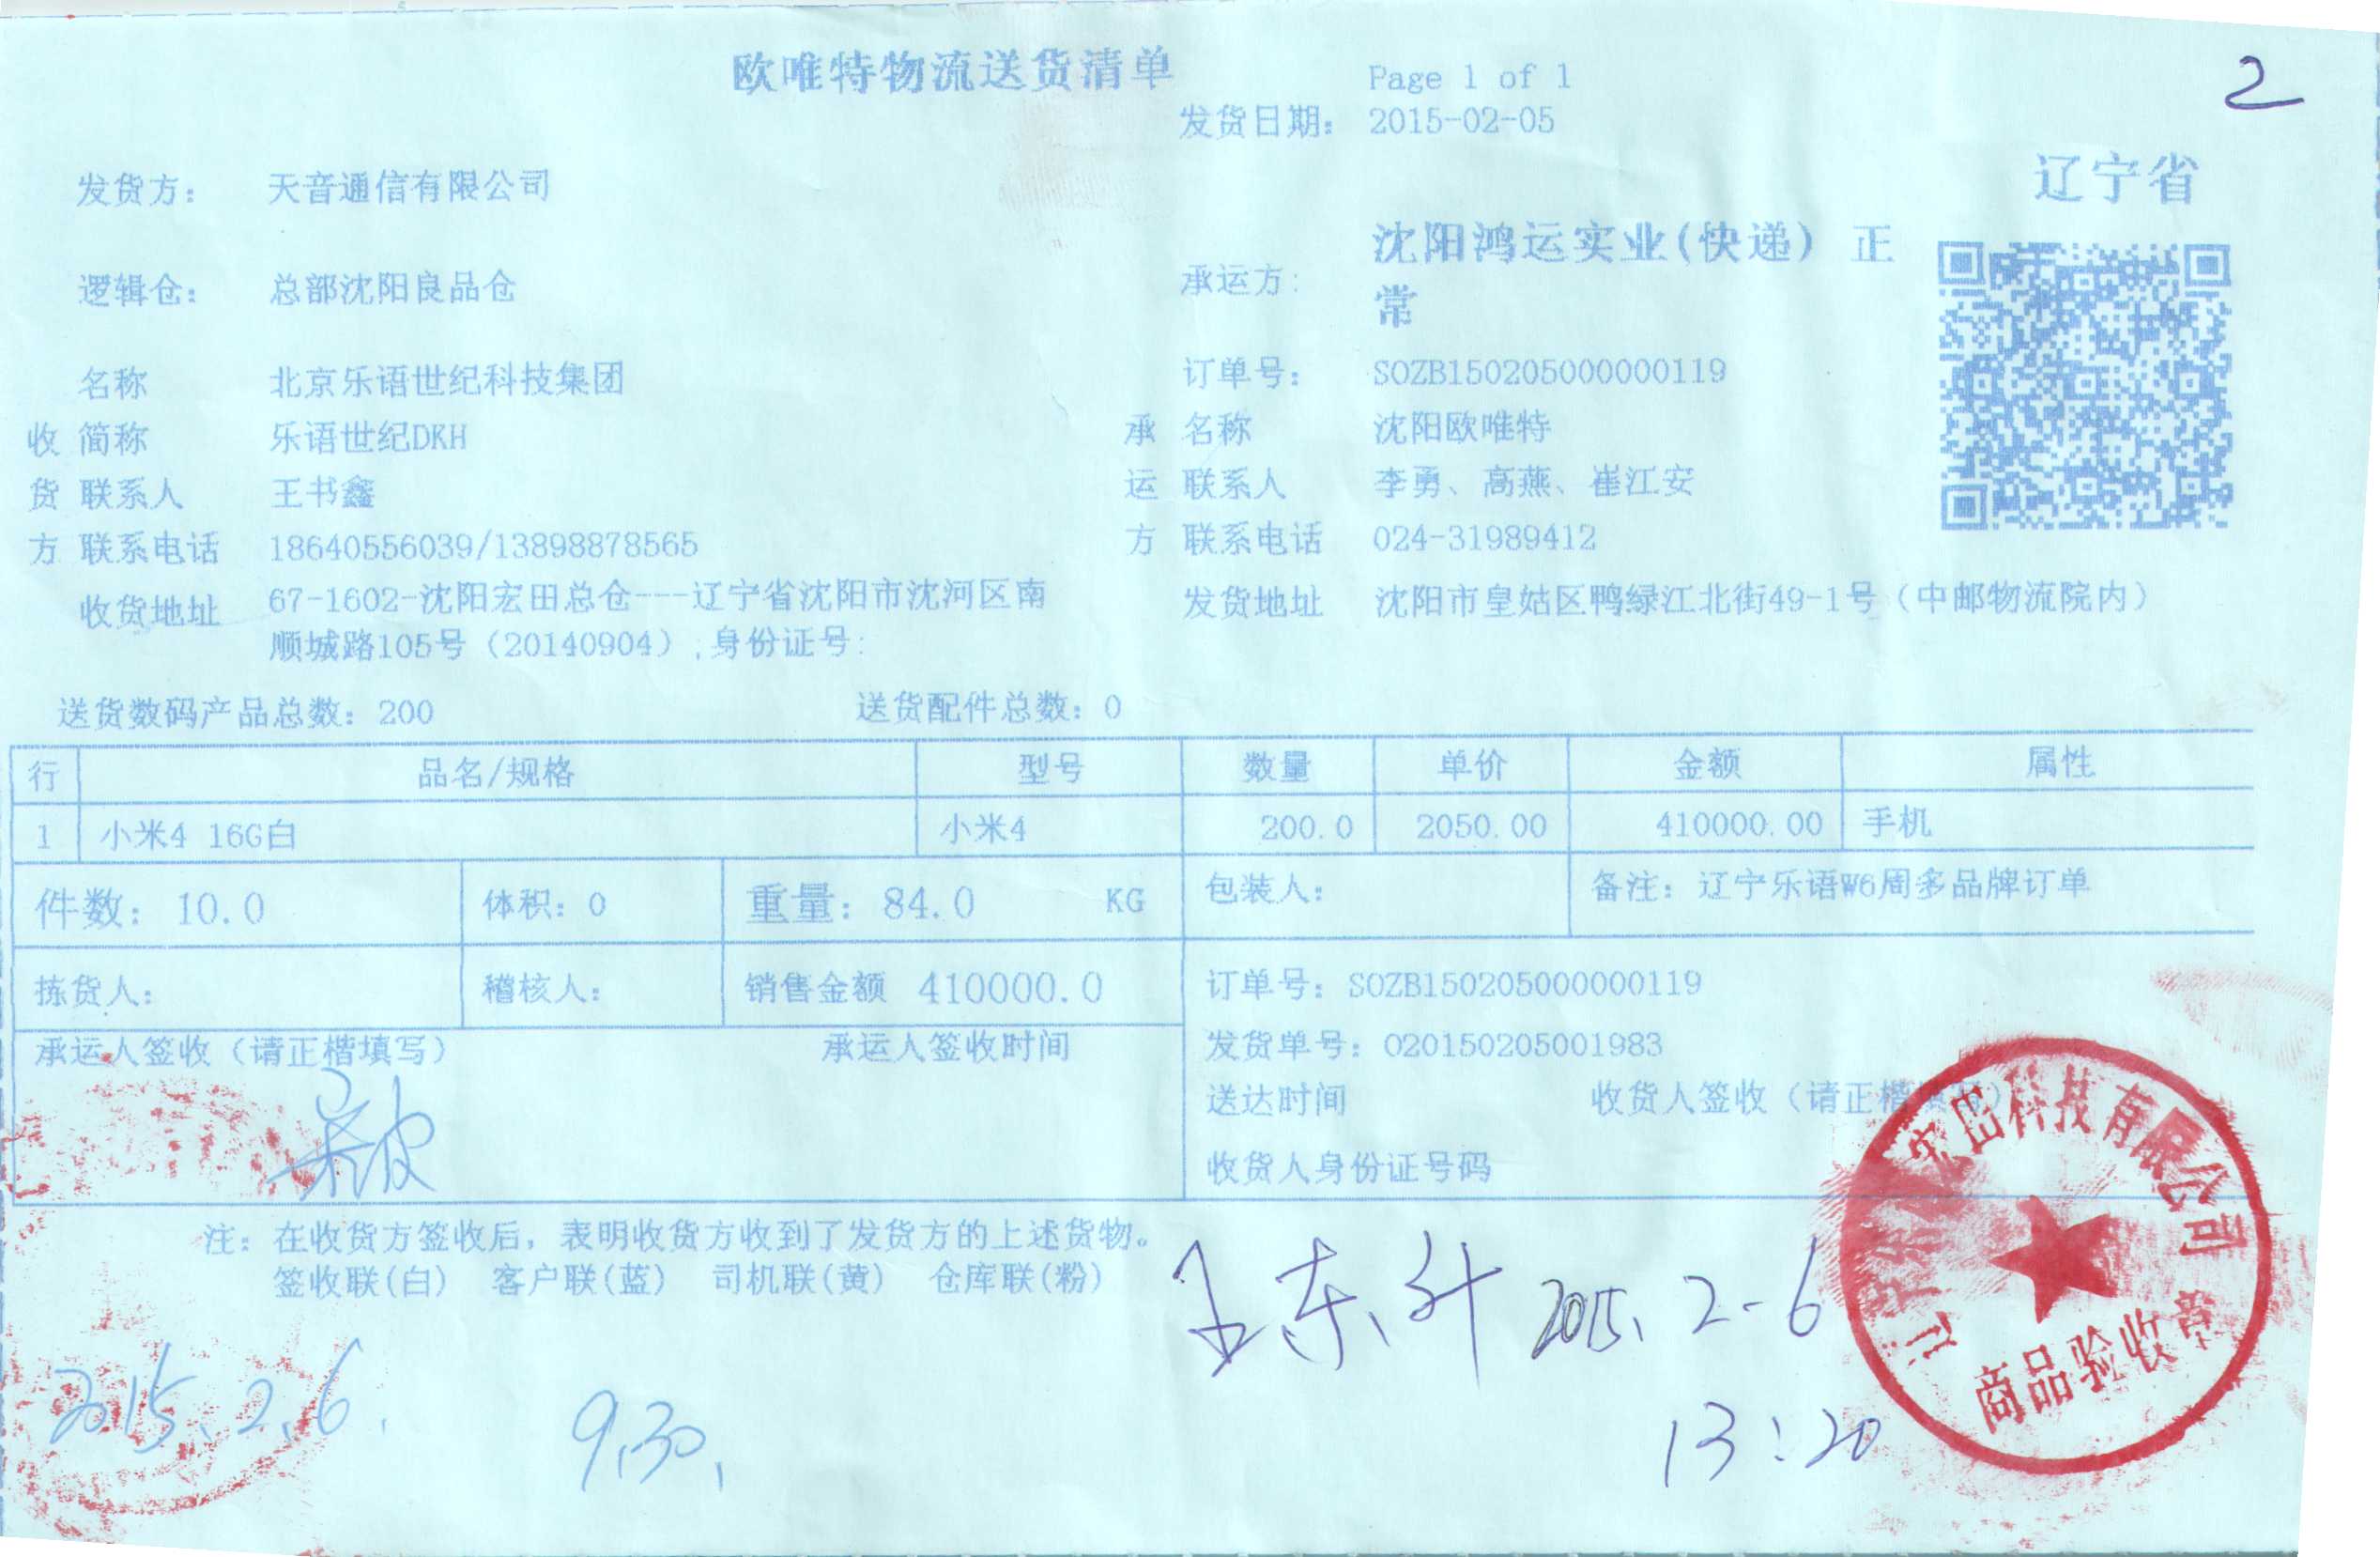 欧唯特物流送货清单
Page 1 of 1
2
发货日期： 2015-02-05
辽宁省
发货方： 天音通信有限公司
承运方： 沈阳鸿运实业(快递) 正
常
逻辑仓： 总部沈阳良品仓
名称 北京乐语世纪科技集团
订单号： SOZB150205000000119
收 简称 乐语世纪DKH
承 名称 沈阳欧唯特
货 联系人 王书鑫
运 联系人 李勇、高燕、崔江安
方 联系电话 18640556039/13898878565
方 联系电话 024-31989412
收货地址 67-1602-沈阳宏田总仓---辽宁省沈阳市沈河区南
顺城路105号（20140904）;身份证号:
发货地址 沈阳市皇姑区鸭绿江北街49-1号（中邮物流院内）
送货数码产品总数：200 送货配件总数：0
行 品名/规格 型号 数量 单价 金额 属性
1 小米4 16G白 小米4 200.0 2050.00 410000.00 手机
件数：10.0 体积：0 重量：84.0 KG 包装人： 备注：辽宁乐语W6周多品牌订单
拣货人： 稽核人： 销售金额 410000.0 订单号：SOZB150205000000119
承运人签收（请正楷填写） 承运人签收时间 发货单号：020150205001983
送达时间 收货人签收（请正楷填写）
收货人身份证号码
注：在收货方签收后，表明收货方收到了发货方的上述货物。
签收联(白) 客户联(蓝) 司机联(黄) 仓库联(粉)
王东升 2015.2-6
13:20
2015.2.6. 9.30.
宏田科技有限公司
商品验收章